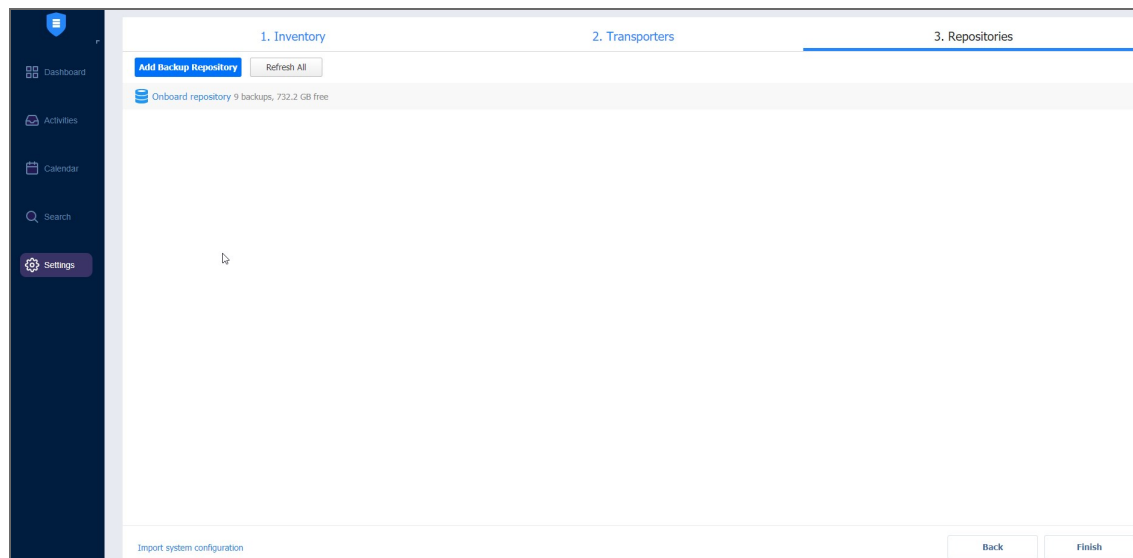 1. Inventory
2. Transporters
3. Repositories
Dashboard
Activities
Calendar
Search
Settings
Add Backup Repository
Refresh All
Onboard repository 9 backups, 732.2 GB free
Import system configuration
Back
Finish